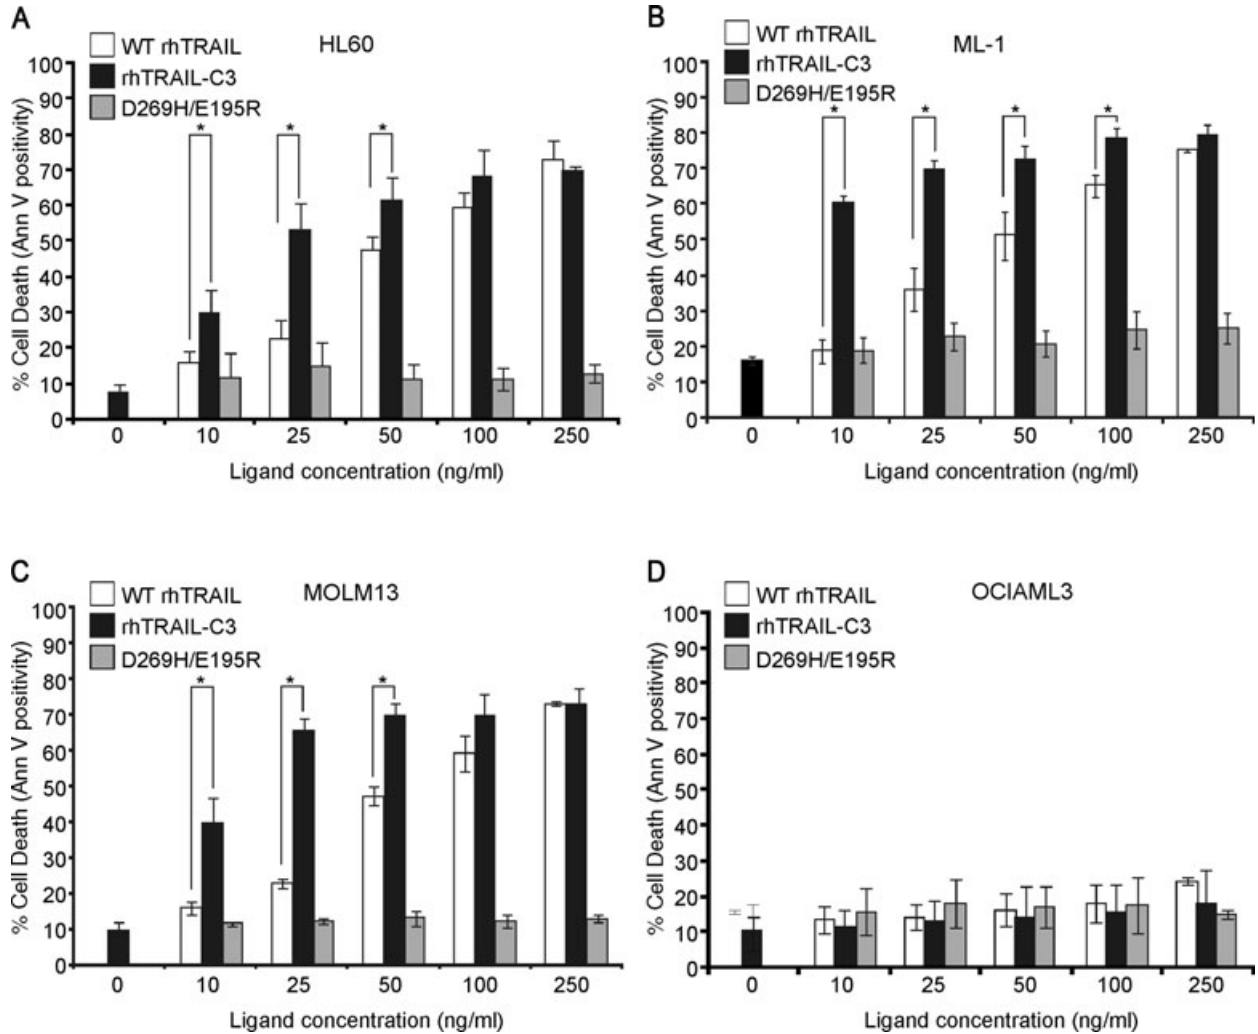 A
HL60
WT rhTRAIL
rhTRAIL-C3
D269H/E195R
% Cell Death (Ann V positivity)
100
90
80
70
60
50
40
30
20
10
0
* * *
0 10 25 50 100 250
Ligand concentration (ng/ml)
B
ML-1
WT rhTRAIL
rhTRAIL-C3
D269H/E195R
% Cell Death (Ann V positivity)
100
90
80
70
60
50
40
30
20
10
0
* * * *
0 10 25 50 100 250
Ligand concentration (ng/ml)
C
MOLM13
WT rhTRAIL
rhTRAIL-C3
D269H/E195R
% Cell Death (Ann V positivity)
100
90
80
70
60
50
40
30
20
10
0
* * *
0 10 25 50 100 250
Ligand concentration (ng/ml)
D
OCIAML3
WT rhTRAIL
rhTRAIL-C3
D269H/E195R
% Cell Death (Ann V positivity)
100
90
80
70
60
50
40
30
20
10
0
0 10 25 50 100 250
Ligand concentration (ng/ml)